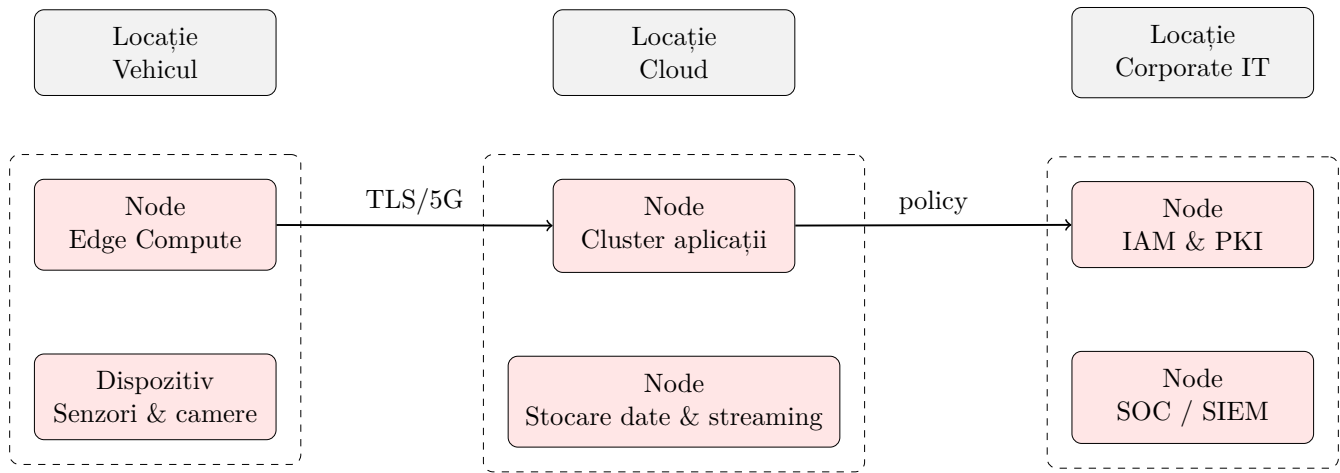 Locație
Vehicul
Locație
Cloud
Locație
Corporate IT
Node
Edge Compute
TLS/5G
Node
Cluster aplicații
policy
Node
IAM & PKI
Dispozitiv
Senzori & camere
Node
Stocare date & streaming
Node
SOC / SIEM